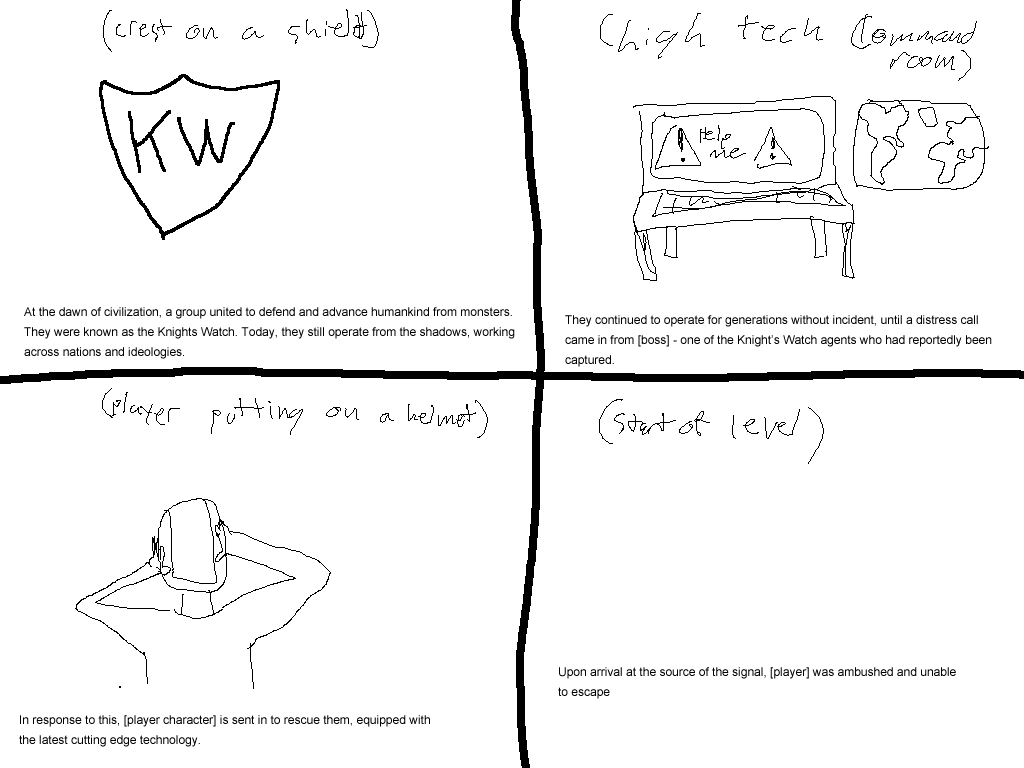 (crest on a shield)
KW
At the dawn of civilization, a group united to defend and advance humankind from monsters.
They were known as the Knights Watch. Today, they still operate from the shadows, working
across nations and ideologies.
(high tech (command
room)
Help
me
They continued to operate for generations without incident, until a distress call
came in from [boss] - one of the Knight's Watch agents who had reportedly been
captured.
(player putting on a helmet)
In response to this, [player character] is sent in to rescue them, equipped with
the latest cutting edge technology.
(start of level)
Upon arrival at the source of the signal, [player] was ambushed and unable
to escape